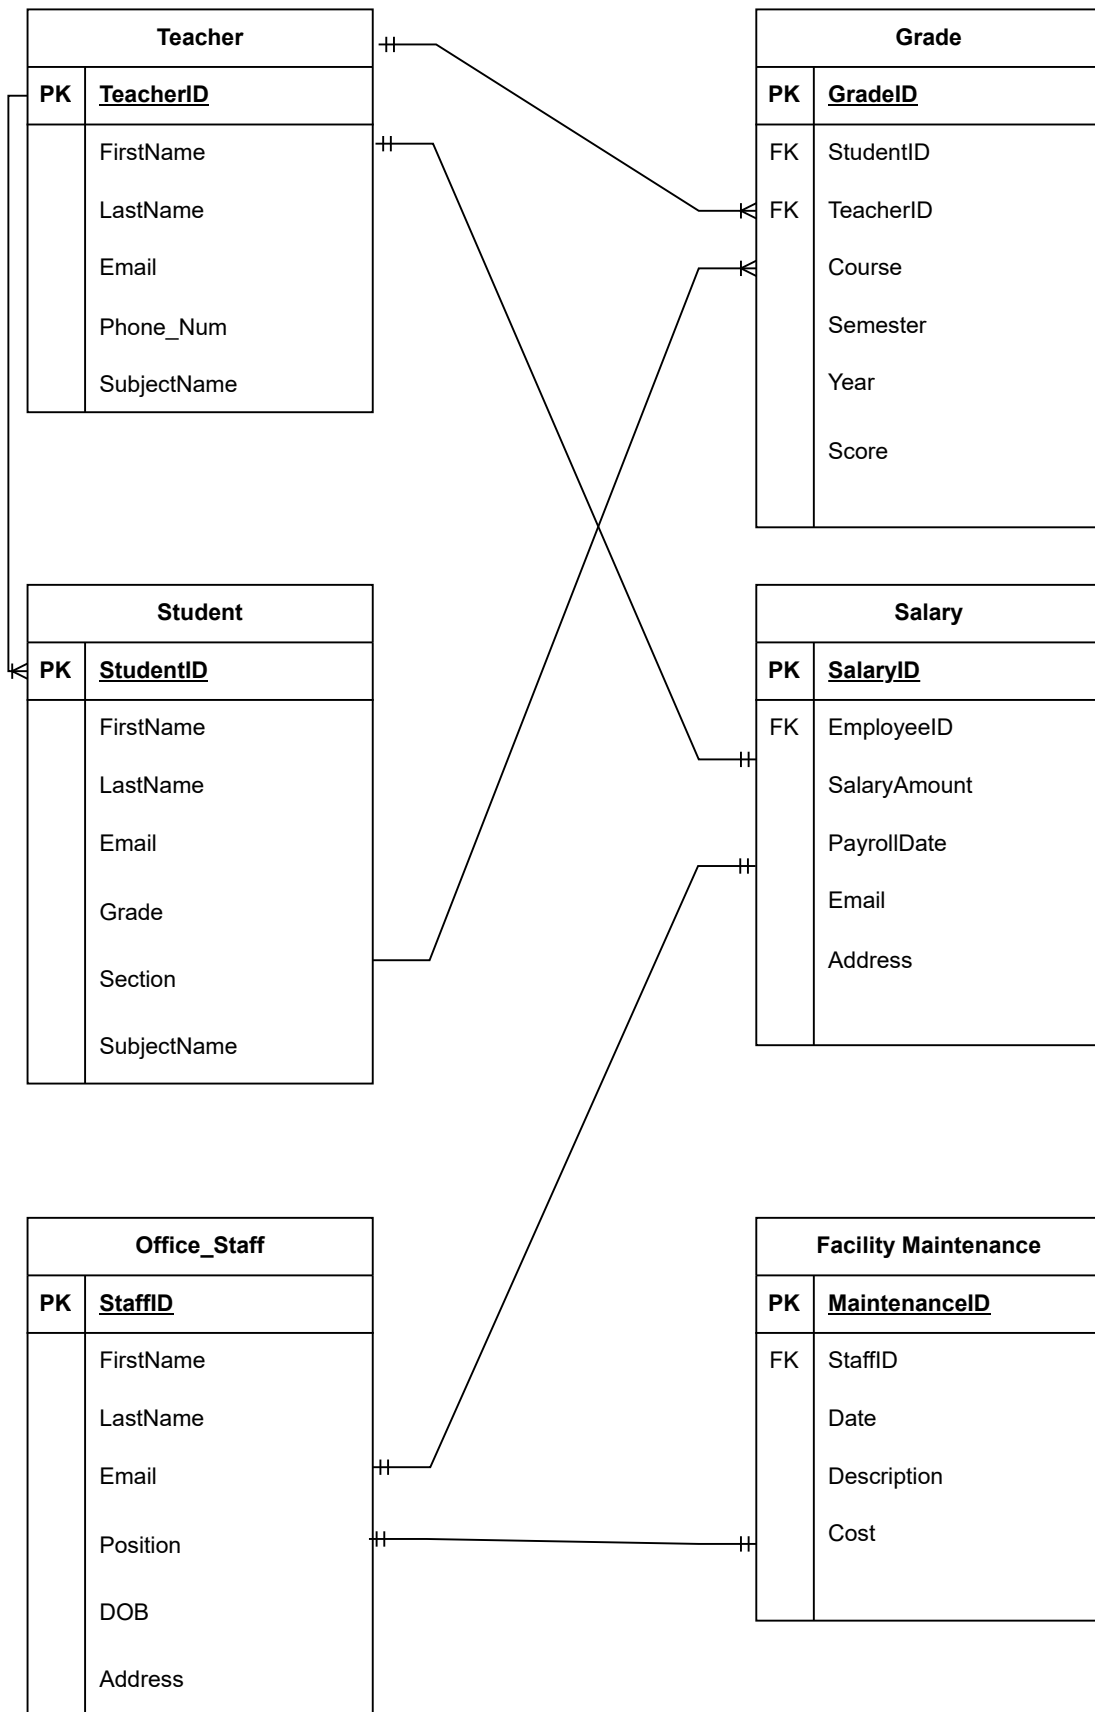 Teacher
PK TeacherID
FirstName
LastName
Email
Phone_Num
SubjectName
Grade
PK GradeID
FK StudentID
FK TeacherID
Course
Semester
Year
Score
Student
PK StudentID
FirstName
LastName
Email
Grade
Section
SubjectName
Salary
PK SalaryID
FK EmployeeID
SalaryAmount
PayrollDate
Email
Address
Office_Staff
PK StaffID
FirstName
LastName
Email
Position
DOB
Address
Facility Maintenance
PK MaintenanceID
FK StaffID
Date
Description
Cost